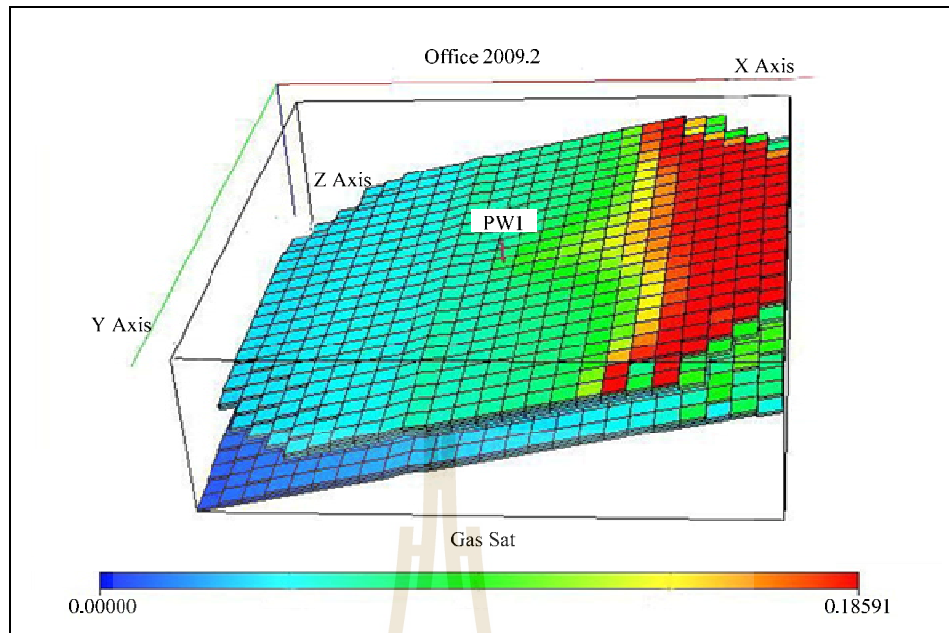 Office 2009.2
X Axis
Z Axis
PW1
Y Axis
Gas Sat
0.00000
0.18591